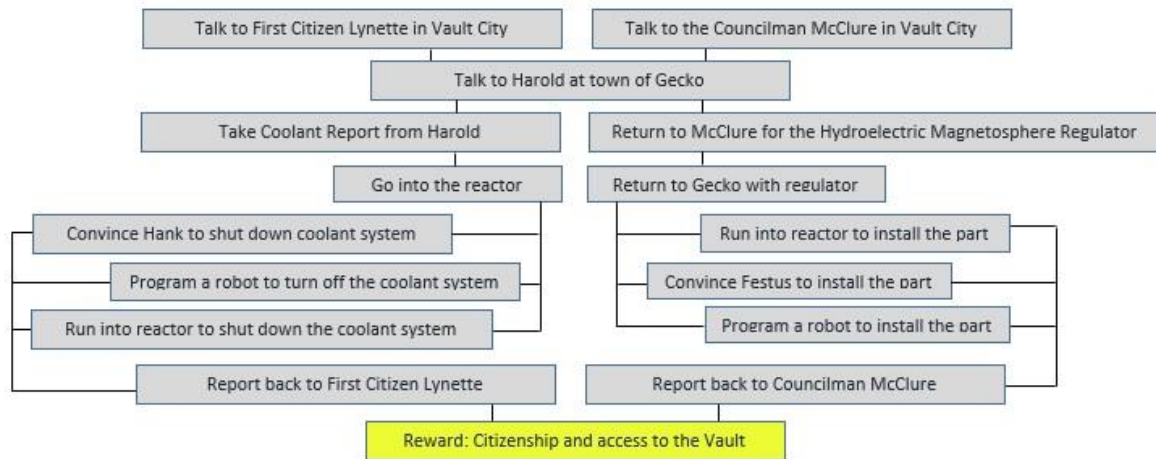 Talk to First Citizen Lynette in Vault City
Talk to the Councilman McClure in Vault City
Talk to Harold at town of Gecko
Take Coolant Report from Harold
Return to McClure for the Hydroelectric Magnetosphere Regulator
Go into the reactor
Return to Gecko with regulator
Convince Hank to shut down coolant system
Run into reactor to install the part
Program a robot to turn off the coolant system
Convince Festus to install the part
Run into reactor to shut down the coolant system
Program a robot to install the part
Report back to First Citizen Lynette
Report back to Councilman McClure
Reward: Citizenship and access to the Vault